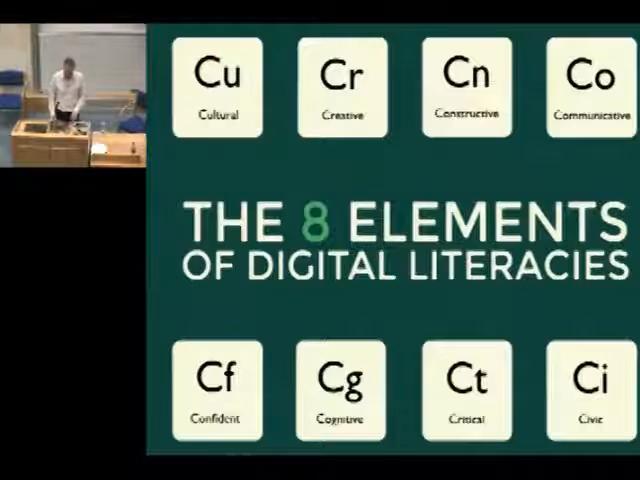 Cu Cr Cn Co
Cultural Creative Constructive Communicative
THE 8 ELEMENTS
OF DIGITAL LITERACIES
Cf Cg Ct Ci
Confident Cognitive Critical Civic